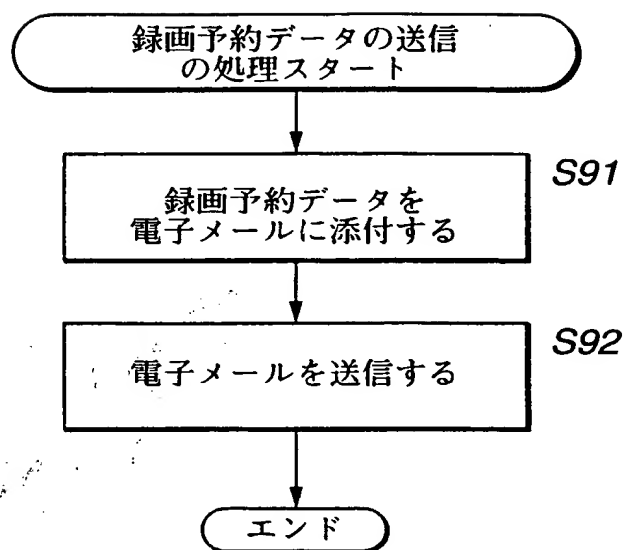 録画予約データの送信
の処理スタート
S91
録画予約データを
電子メールに添付する
S92
電子メールを送信する
エンド